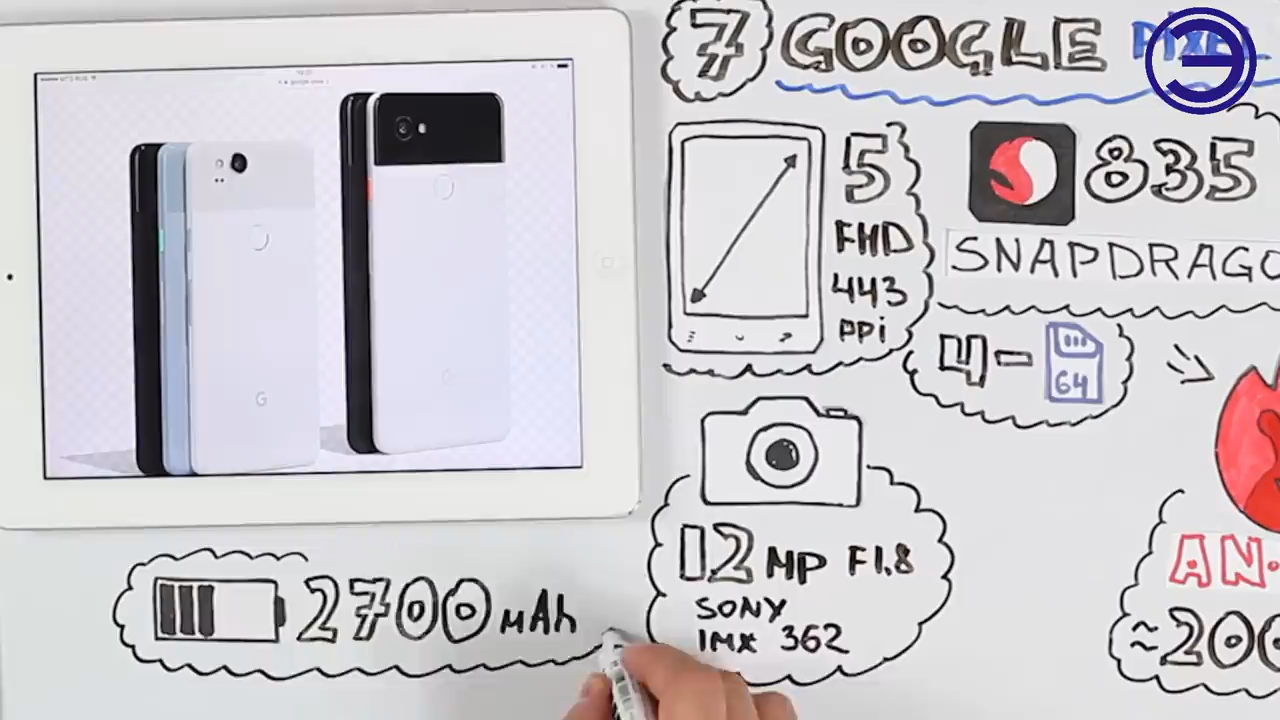 7 GOOGLE PIXEL
5
FHD
443
ppi
835
SNAPDRAGO
4-
64
12 MP F1.8
SONY
IMX 362
2700 mAh
AN
≈200
G